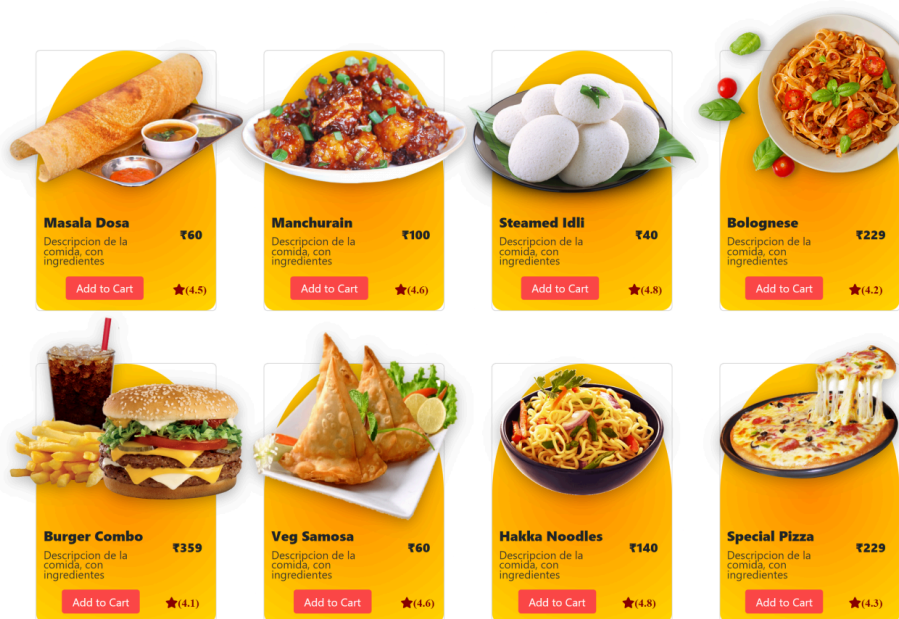 Masala Dosa
₹60
Descripcion de la
comida, con
ingredientes
Add to Cart
(4.5)
Manchurain
₹100
Descripcion de la
comida, con
ingredientes
Add to Cart
(4.6)
Steamed Idli
₹40
Descripcion de la
comida, con
ingredientes
Add to Cart
(4.8)
Bolognese
₹229
Descripcion de la
comida, con
ingredientes
Add to Cart
(4.2)
Burger Combo
₹359
Descripcion de la
comida, con
ingredientes
Add to Cart
(4.1)
Veg Samosa
₹60
Descripcion de la
comida, con
ingredientes
Add to Cart
(4.6)
Hakka Noodles
₹140
Descripcion de la
comida, con
ingredientes
Add to Cart
(4.8)
Special Pizza
₹229
Descripcion de la
comida, con
ingredientes
Add to Cart
(4.3)